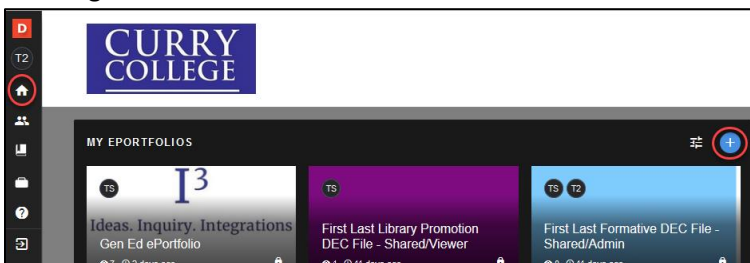 D
T2
CURRY
COLLEGE
MY EPORTFOLIOS
TS
I3
Ideas. Inquiry. Integrations
Gen Ed ePortfolio
TS
First Last Library Promotion
DEC File - Shared/Viewer
TS T2
First Last Formative DEC File -
Shared/Admin